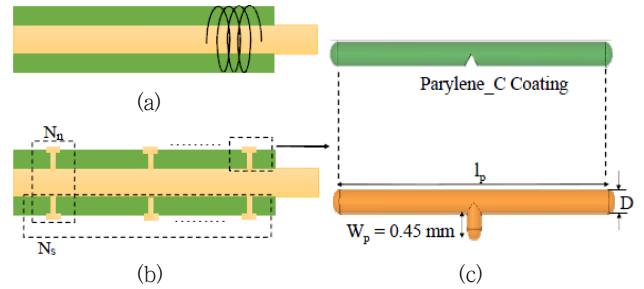 (a)
Parylene_C Coating
Nn
Ns
(b)
lp
D
Wp = 0.45 mm
(c)